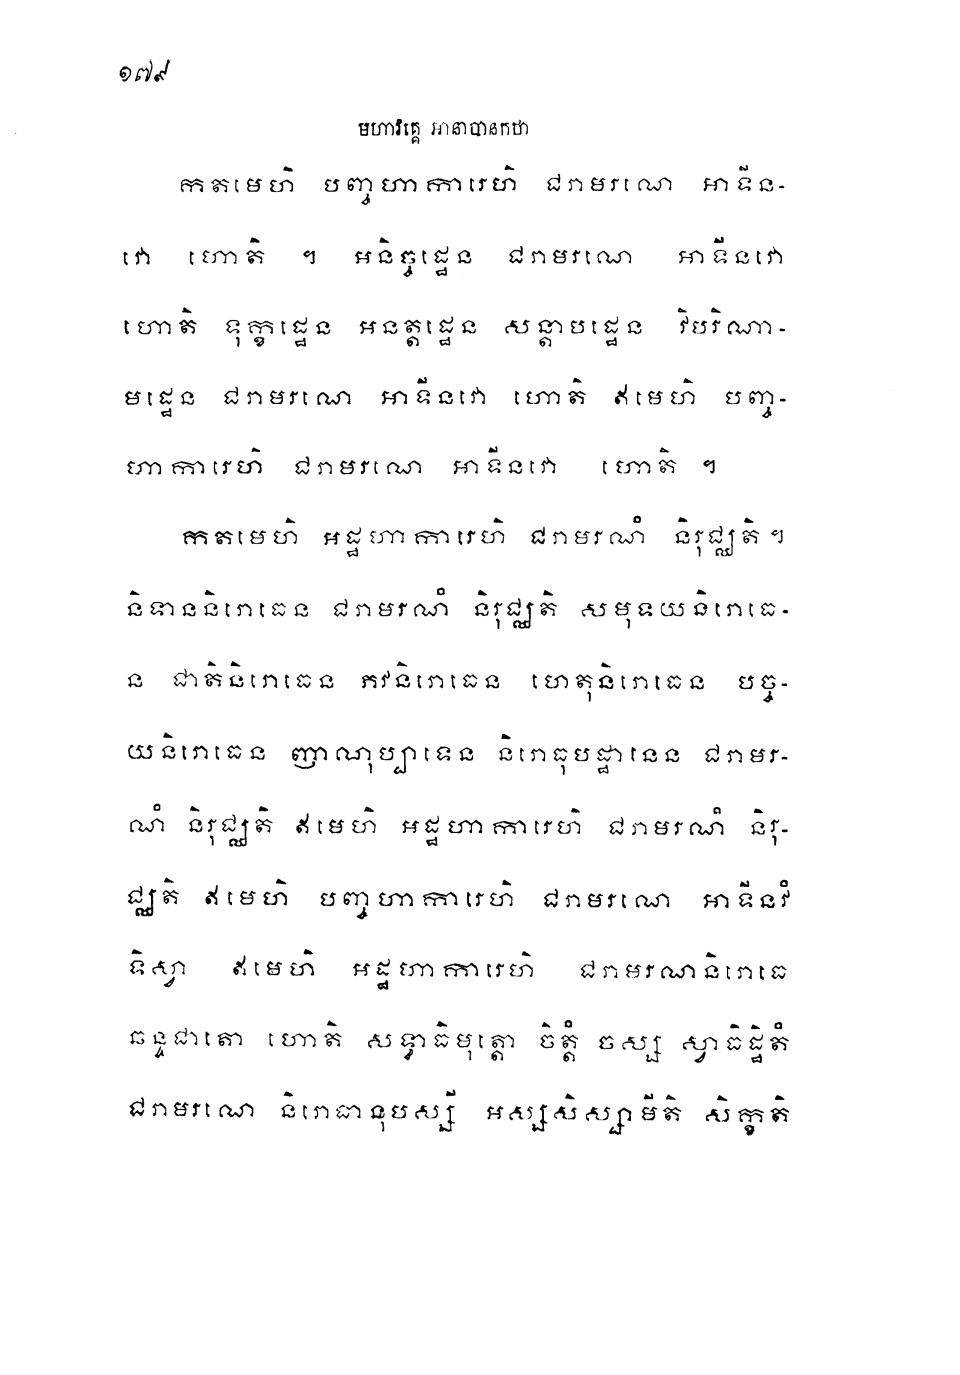 ១៧៩
មហាវគ្គេ អានាបានកថា
កតមេហិ បញ្ចហាការេហិ ជរាមរណេ អាទីន-
វោ ហោតិ ។ អនិច្ចដ្ឋេន ជរាមរណេ អាទីនវោ
ហោតិ ទុក្ខដ្ឋេន អនត្តដ្ឋេន សន្តាបដ្ឋេន វិបរិណា-
មដ្ឋេន ជរាមរណេ អាទីនវោ ហោតិ ឥមេហិ បញ្ច-
ហាការេហិ ជរាមរណេ អាទីនវោ ហោតិ ។
កតមេហិ អដ្ឋហាការេហិ ជរាមរណំ និរុជ្ឈតិ ។
និទាននិរោធេន ជរាមរណំ និរុជ្ឈតិ សមុទយនិរោធេ-
ន ជាតិនិរោធេន ភវនិរោធេន ហេតុនិរោធេន បច្ច-
យនិរោធេន ញាណុប្បាទេន និរោធុបដ្ឋានេន ជរាមរ-
ណំ និរុជ្ឈតិ ឥមេហិ អដ្ឋហាការេហិ ជរាមរណំ និរុ-
ជ្ឈតិ ឥមេហិ បញ្ចហាការេហិ ជរាមរណេ អាទីនវំ
ទិស្វា ឥមេហិ អដ្ឋហាការេហិ ជរាមរណនិរោធេ
ឆន្ទជាតោ ហោតិ សទ្ធាធិមុត្តោ ចិត្តំ ចស្ស ស្វាធិដ្ឋិតំ
ជរាមរណេ និរោធានុបស្សី អស្សសិស្សាមីតិ សិក្ខតិ